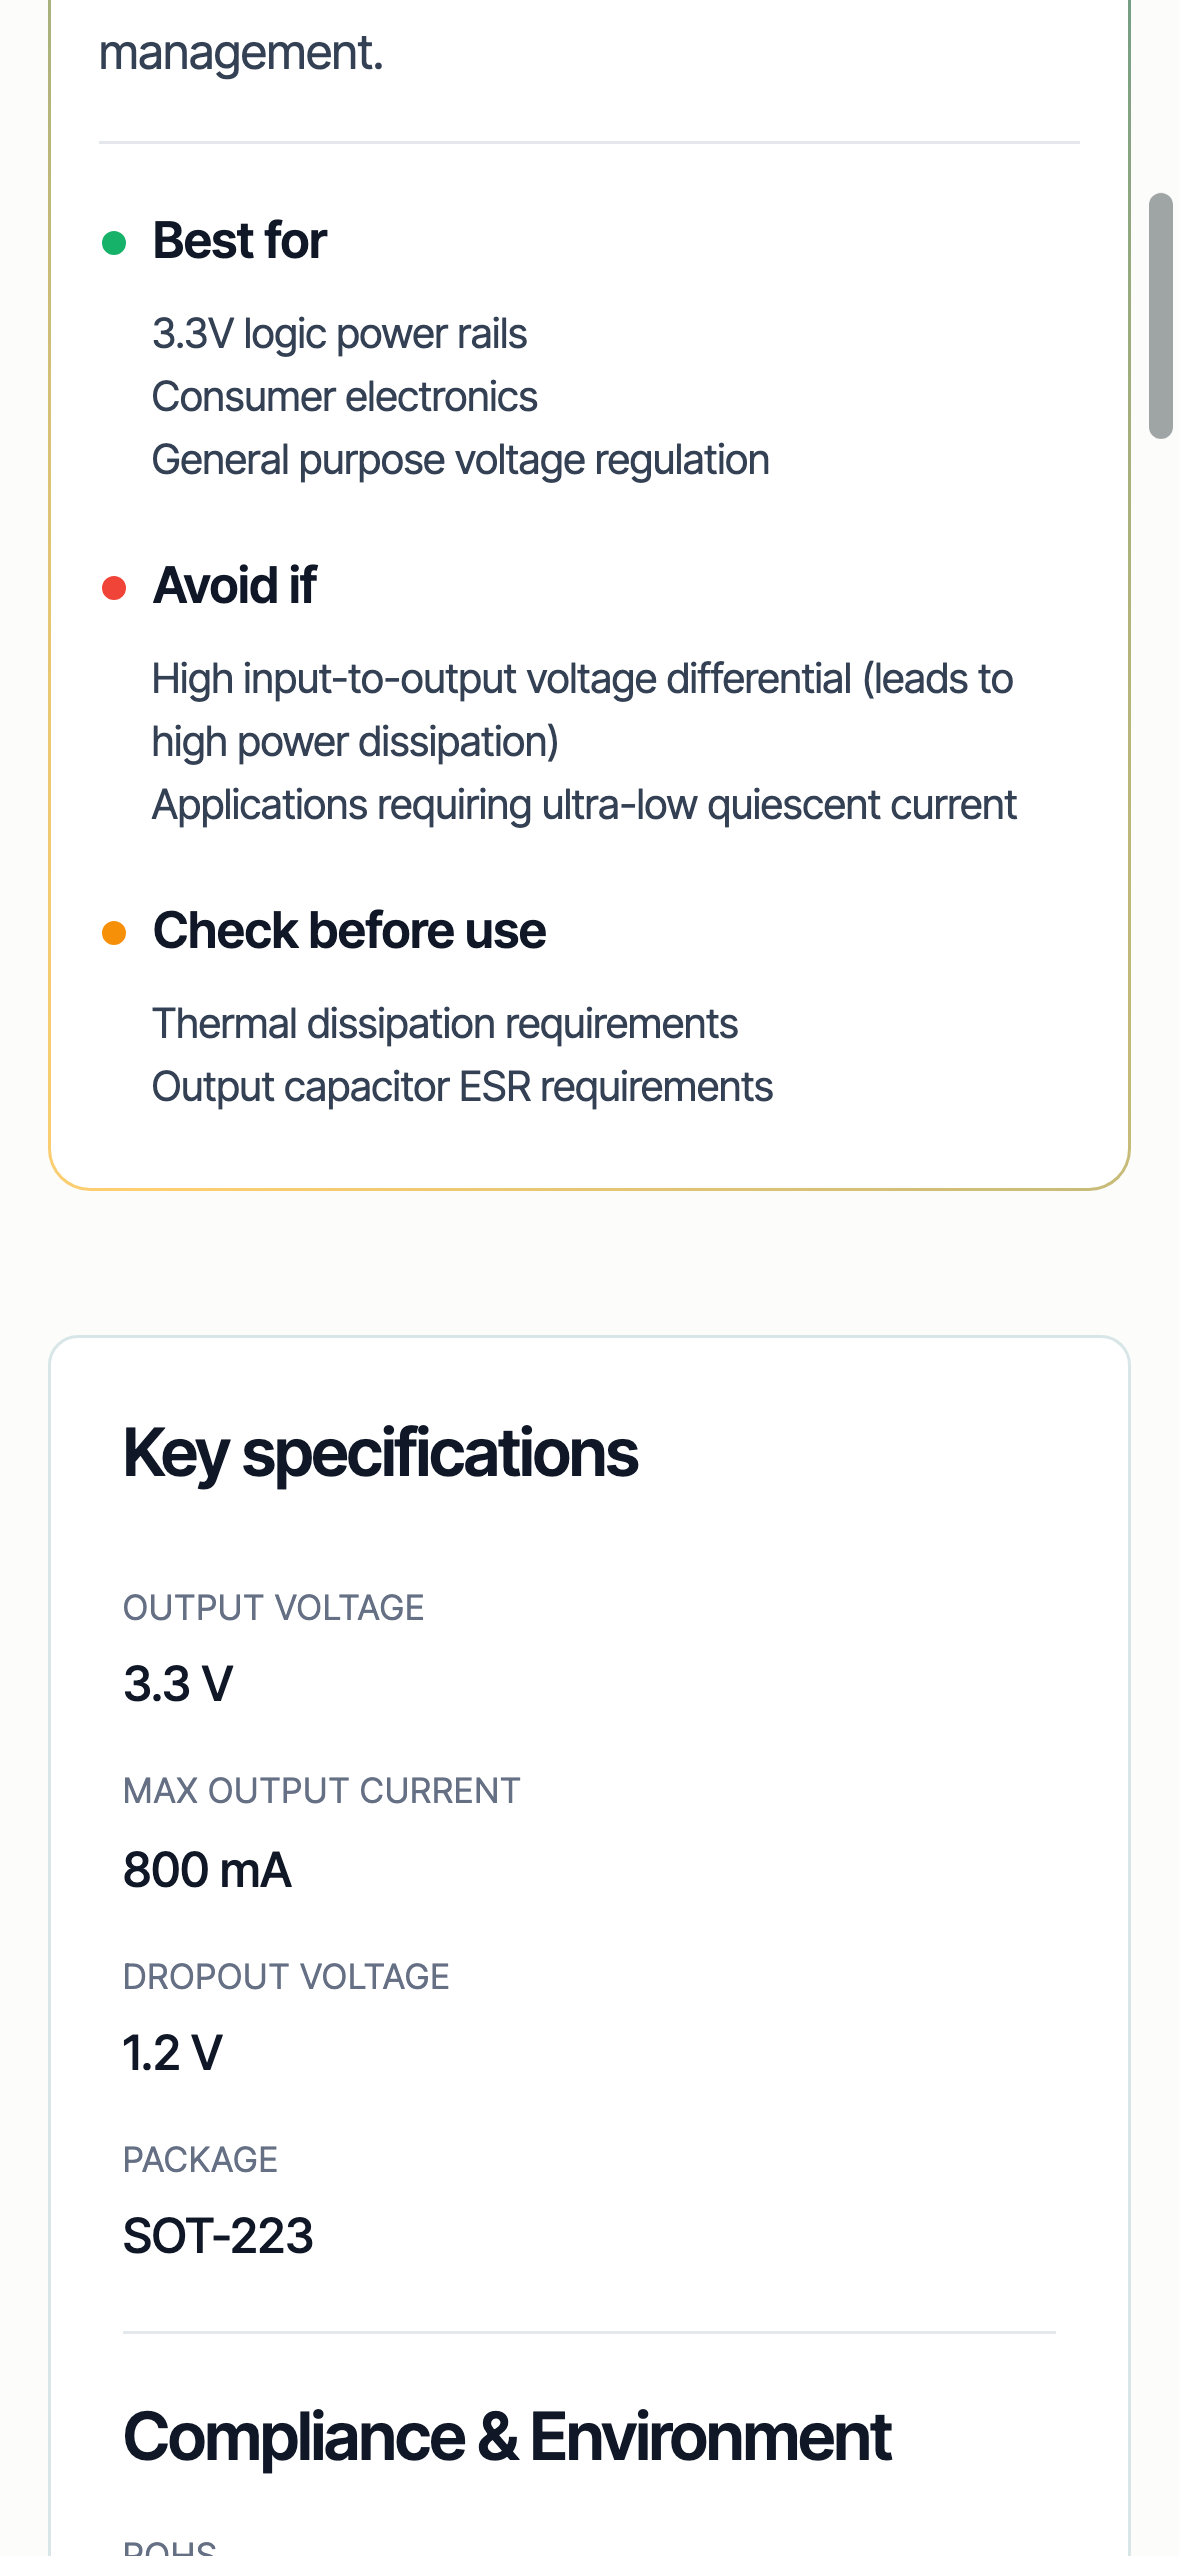 management.
Best for
3.3V logic power rails
Consumer electronics
General purpose voltage regulation
Avoid if
High input-to-output voltage differential (leads to
high power dissipation)
Applications requiring ultra-low quiescent current
Check before use
Thermal dissipation requirements
Output capacitor ESR requirements
Key specifications
OUTPUT VOLTAGE
3.3 V
MAX OUTPUT CURRENT
800 mA
DROPOUT VOLTAGE
1.2 V
PACKAGE
SOT-223
Compliance & Environment
ROHS